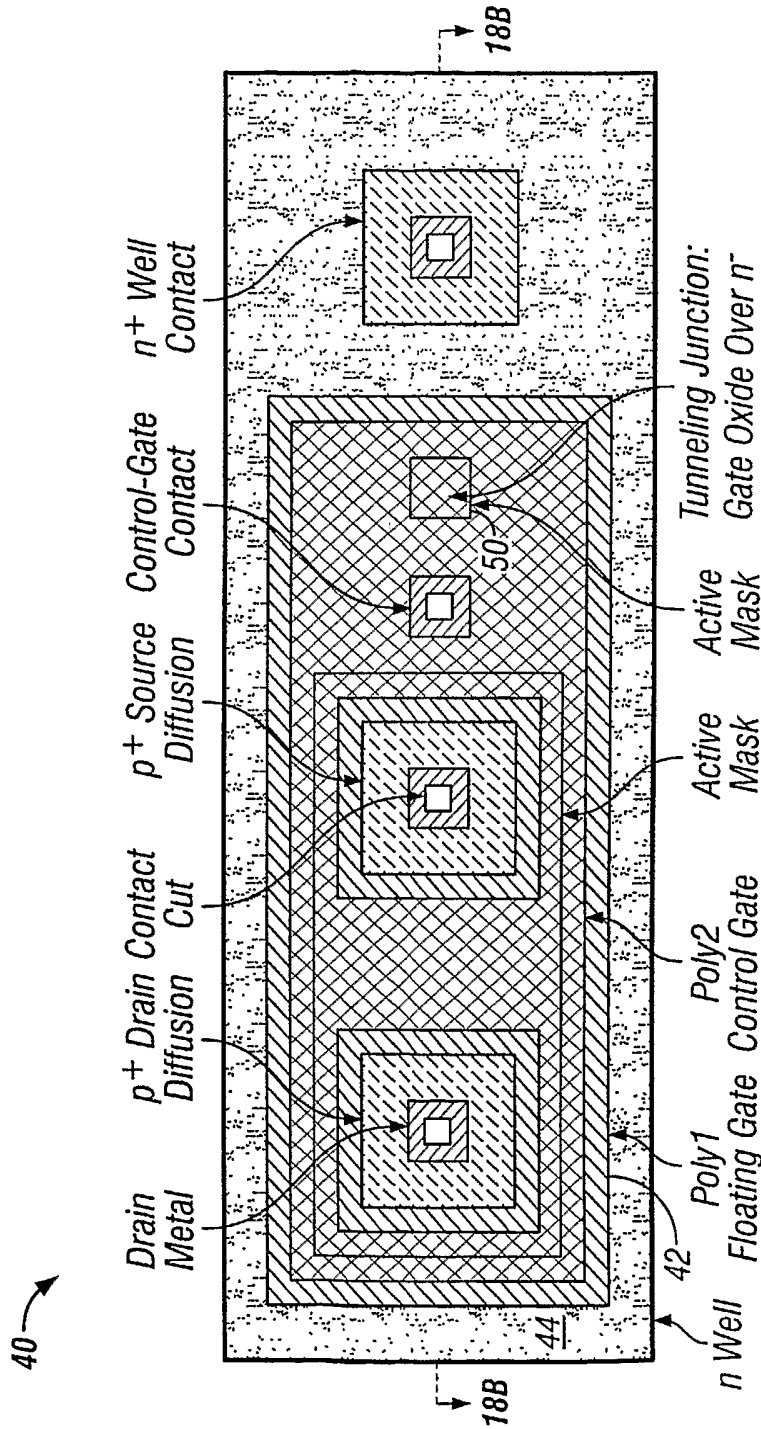 40
Drain
Metal
p+ Drain
Diffusion
Contact
Cut
p+ Source
Diffusion
Control-Gate
Contact
n+ Well
Contact
18B
18B
44
50
42
n Well
Poly1
Floating Gate
Poly2
Control Gate
Active
Mask
Active
Mask
Tunneling Junction:
Gate Oxide Over n-